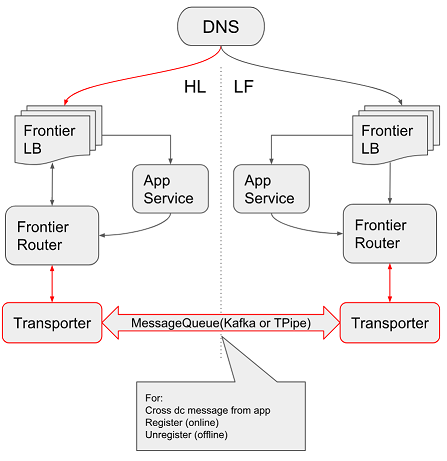 DNS
HL
LF
Frontier
LB
App
Service
Frontier
Router
Transporter
Frontier
LB
App
Service
Frontier
Router
Transporter
MessageQueue(Kafka or TPipe)
For:
Cross dc message from app
Register (online)
Unregister (offline)